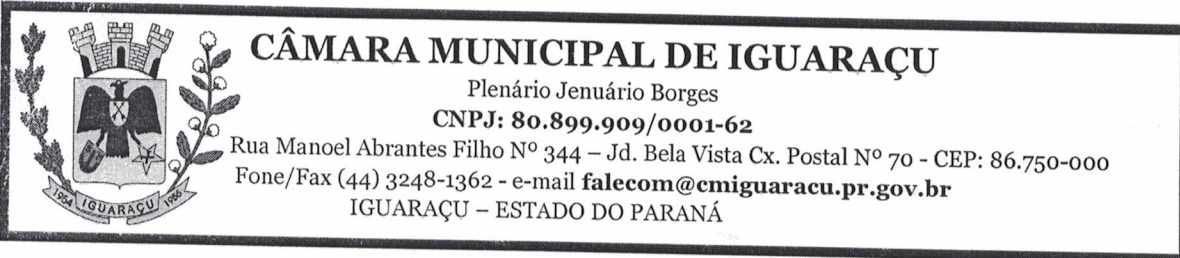 CÂMARA MUNICIPAL DE IGUARAÇU
Plenário Jenuário Borges
CNPJ: 80.899.909/0001-62
Rua Manoel Abrantes Filho Nº 344 – Jd. Bela Vista Cx. Postal Nº 70 - CEP: 86.750-000
Fone/Fax (44) 3248-1362 - e-mail falecom@cmiguaracu.pr.gov.br
IGUARAÇU – ESTADO DO PARANÁ
1954 IGUARAÇU 1955